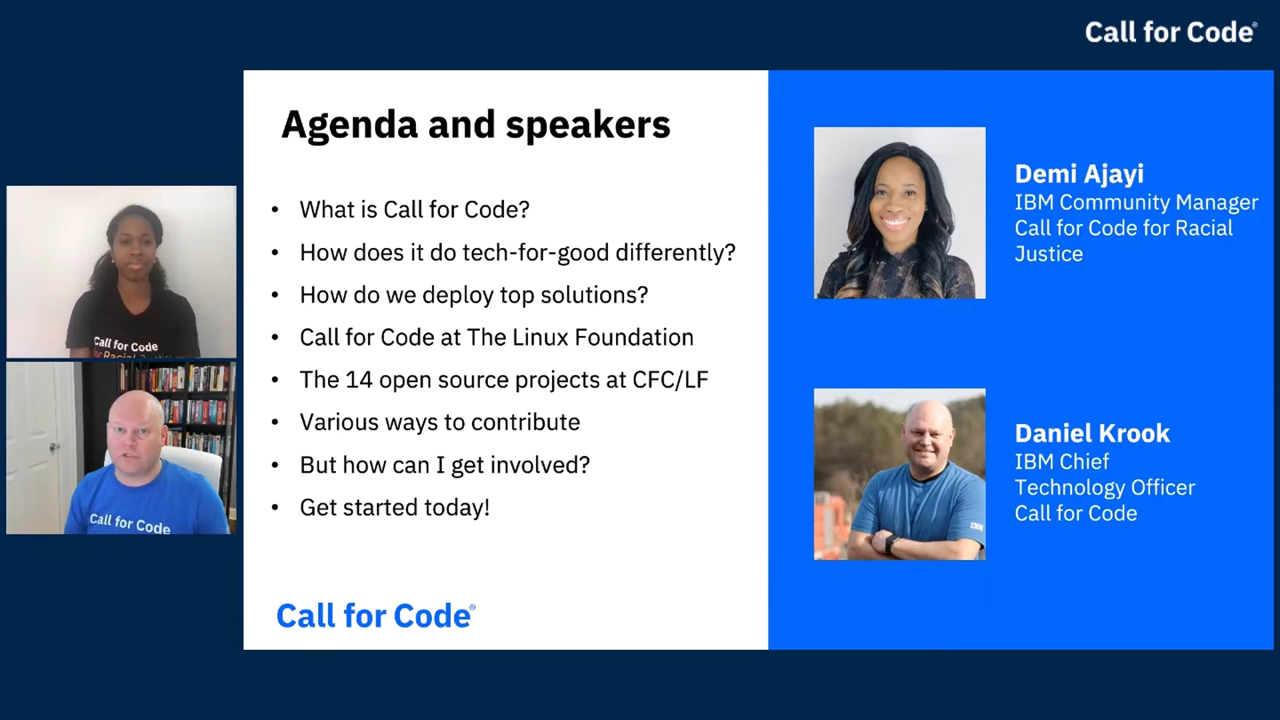 Call for Code®
Agenda and speakers
• What is Call for Code?
• How does it do tech-for-good differently?
• How do we deploy top solutions?
• Call for Code at The Linux Foundation
• The 14 open source projects at CFC/LF
• Various ways to contribute
• But how can I get involved?
• Get started today!
Call for Code®
Demi Ajayi
IBM Community Manager
Call for Code for Racial
Justice
Daniel Krook
IBM Chief
Technology Officer
Call for Code
IBM
Call for Code
for Racial
Call for Code